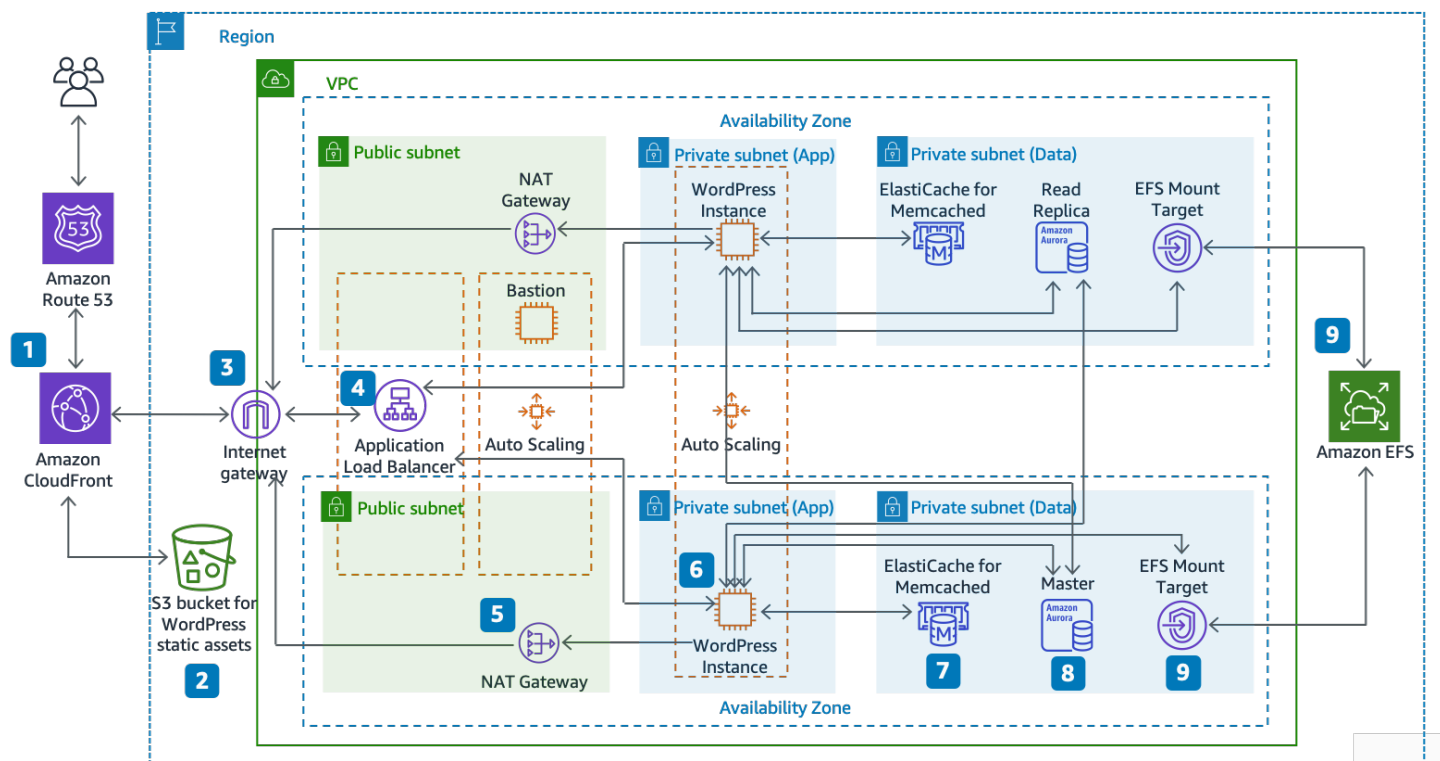 Region
VPC
Availability Zone
Public subnet
Private subnet (App)
Private subnet (Data)
NAT
Gateway
WordPress
Instance
ElastiCache for
Memcached
Read
Replica
EFS Mount
Target
53
Amazon
Aurora
M
Amazon
Route 53
Bastion
1
3
4
9
Amazon
CloudFront
Internet
gateway
Application
Load Balancer
Auto Scaling
Auto Scaling
Amazon EFS
Public subnet
Private subnet (App)
Private subnet (Data)
S3 bucket for
WordPress
static assets
2
5
NAT Gateway
6
WordPress
Instance
ElastiCache for
Memcached
M
7
Master
Amazon
Aurora
8
EFS Mount
Target
9
Availability Zone